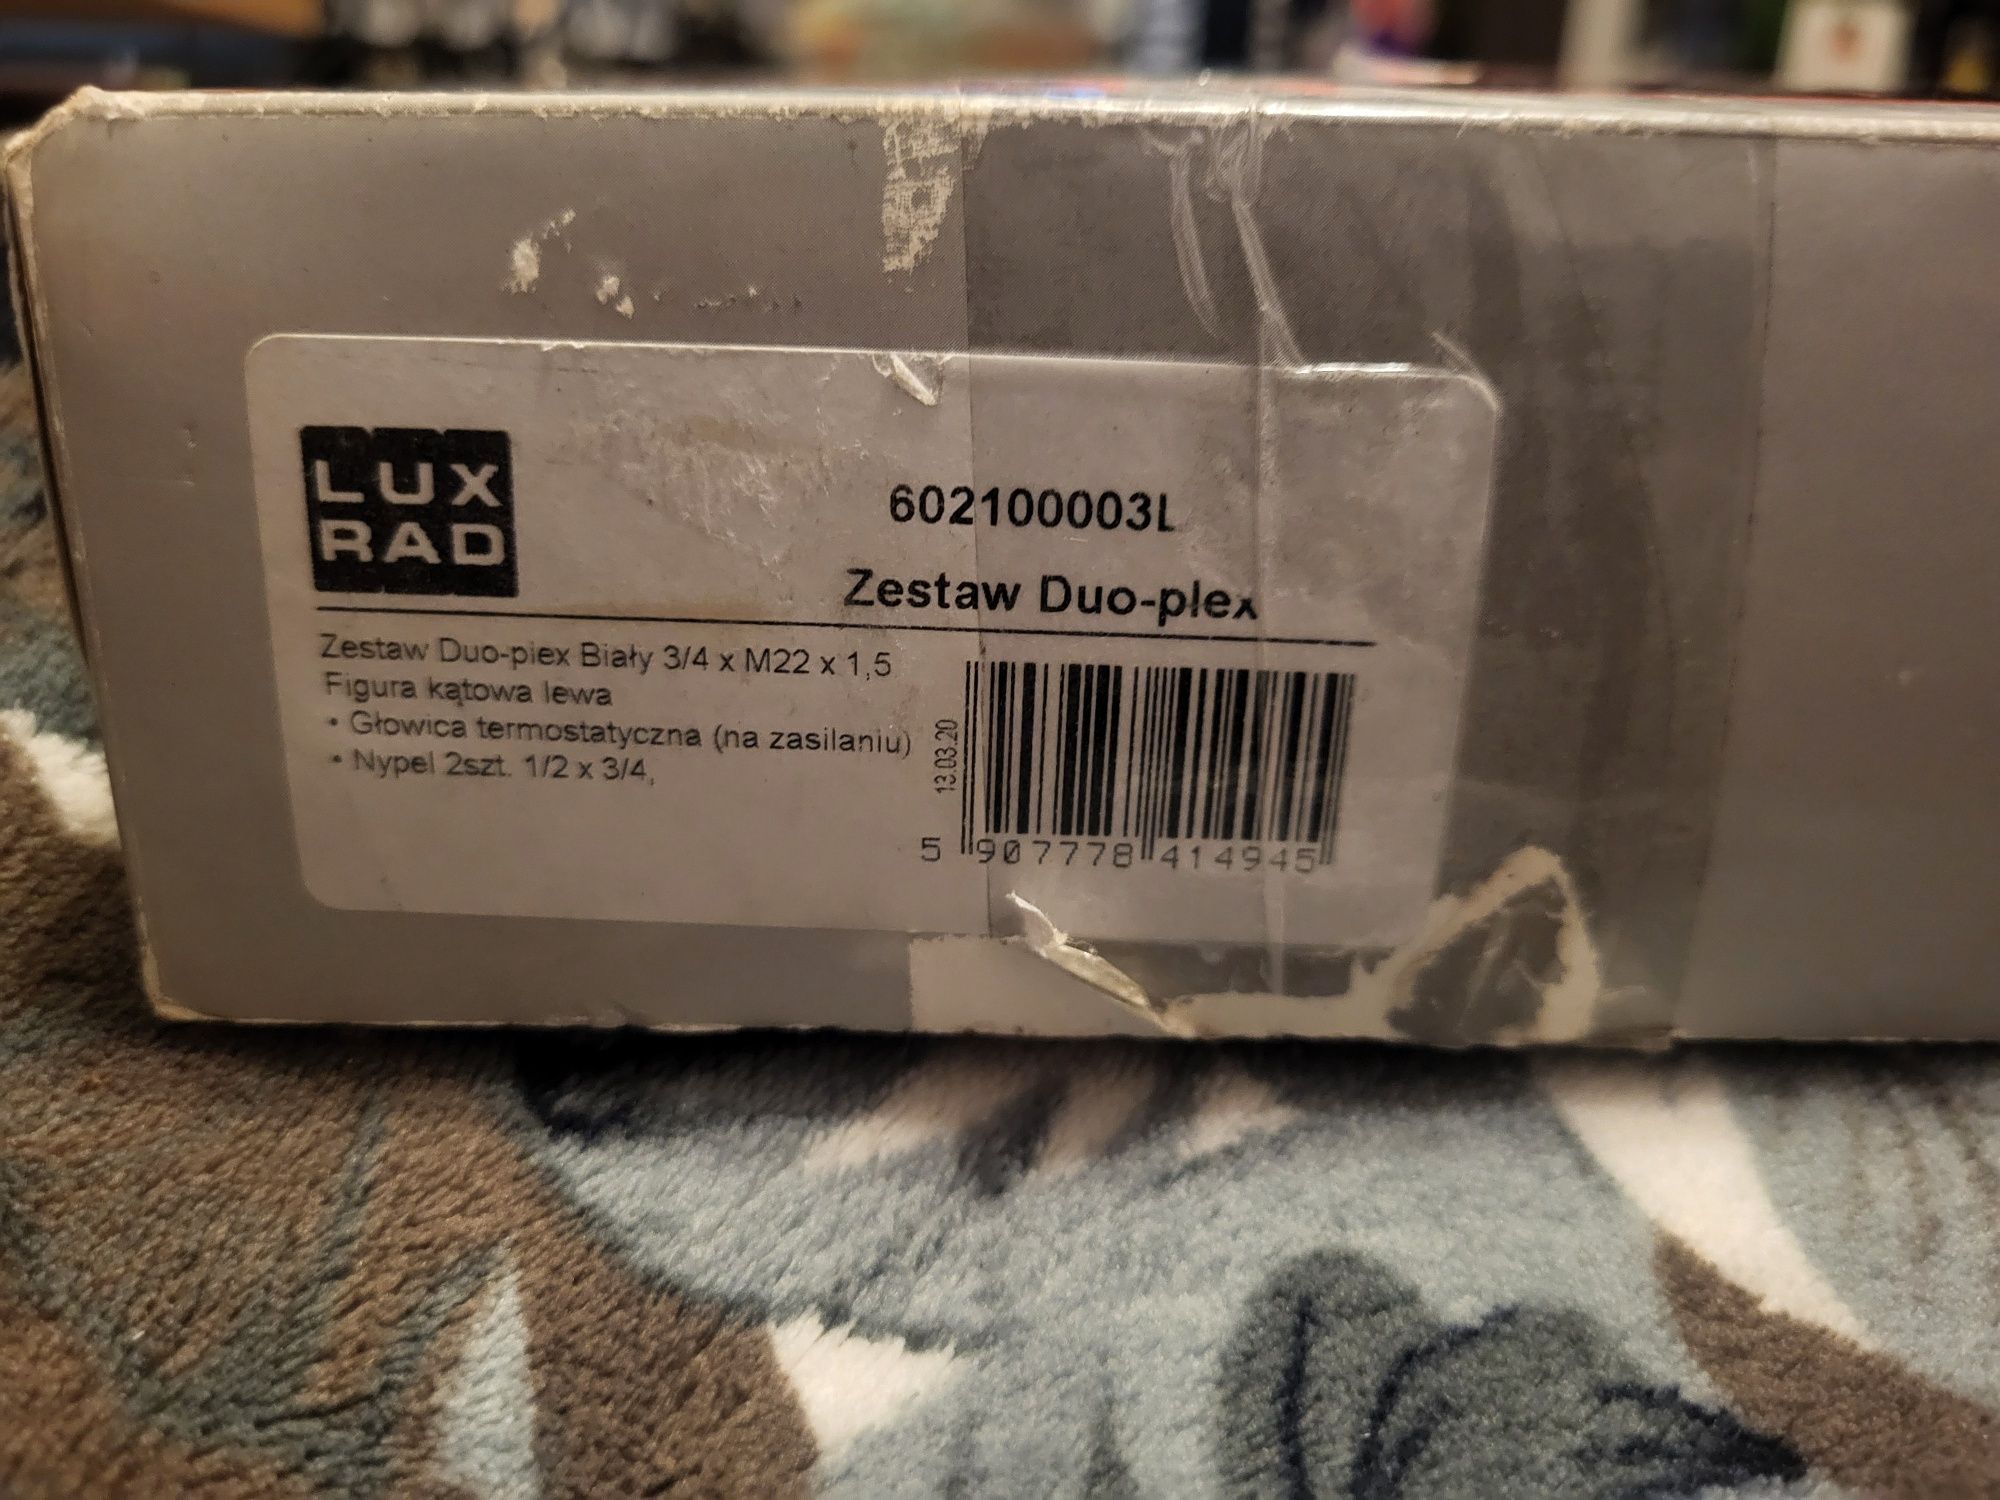 LUX
RAD
602100003L
Zestaw Duo-plex
Zestaw Duo-plex Biały 3/4 x M22 x 1,5
Figura kątowa lewa
• Głowica termostatyczna (na zasilaniu)
• Nypel 2szt. 1/2 x 3/4,
13.03.20
5 907778 414945